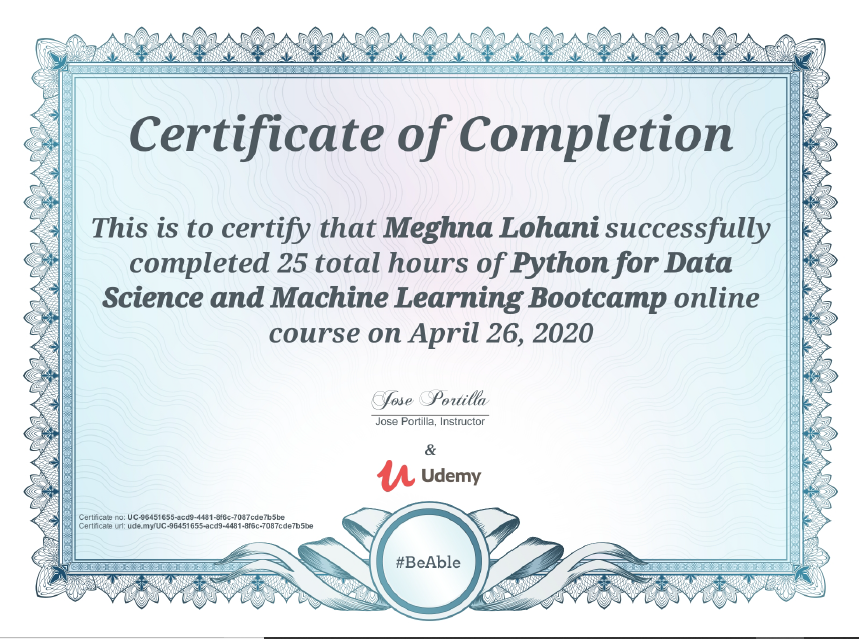 Certificate of Completion
This is to certify that Meghna Lohani successfully
completed 25 total hours of Python for Data
Science and Machine Learning Bootcamp online
course on April 26, 2020
Jose Portilla
Jose Portilla, Instructor
&
Udemy
Certificate no: UC-96451655-acd9-4481-8f6c-7087cde7b5be
Certificate url: ude.my/UC-96451655-acd9-4481-8f6c-7087cde7b5be
#BeAble